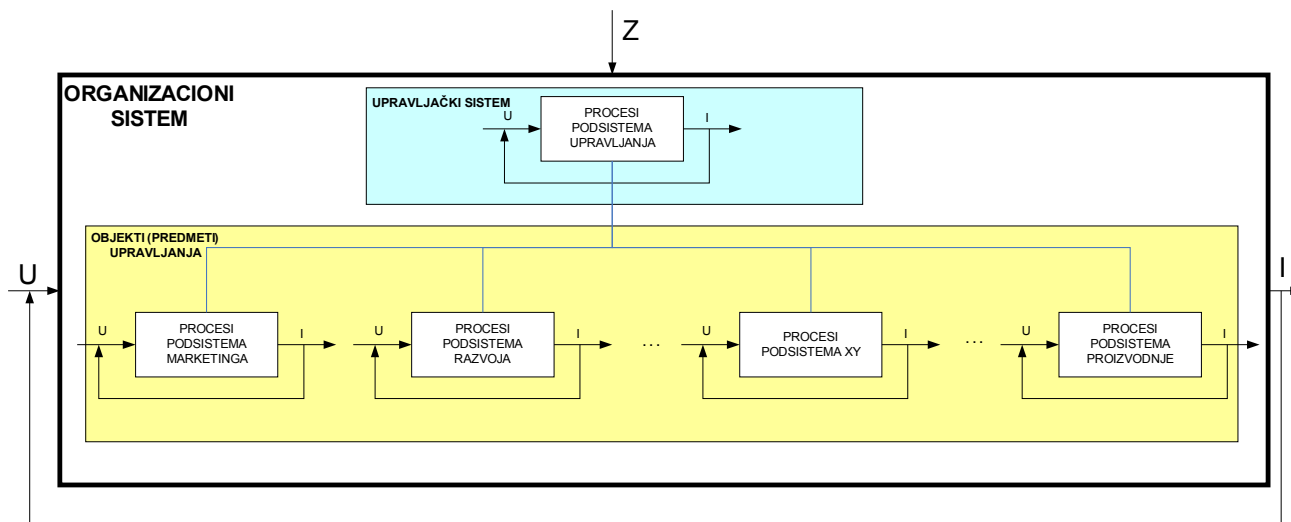 Z
ORGANIZACIONI
SISTEM
UPRAVLJAČKI SISTEM
U
PROCESI
PODSISTEMA
UPRAVLJANJA
I
OBJEKTI (PREDMETI)
UPRAVLJANJA
U
I
U
PROCESI
PODSISTEMA
MARKETINGA
I
U
PROCESI
PODSISTEMA
RAZVOJA
I
...
U
PROCESI
PODSISTEMA XY
I
...
U
PROCESI
PODSISTEMA
PROIZVODNJE
I